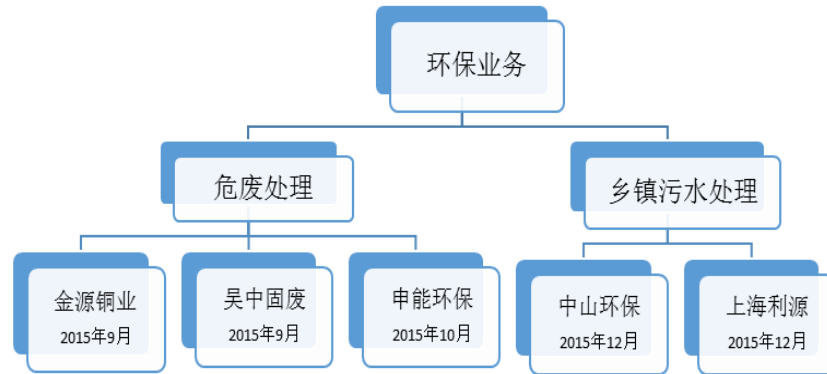 环保业务
危废处理
乡镇污水处理
金源铜业
2015年9月
吴中固废
2015年9月
申能环保
2015年10月
中山环保
2015年12月
上海利源
2015年12月